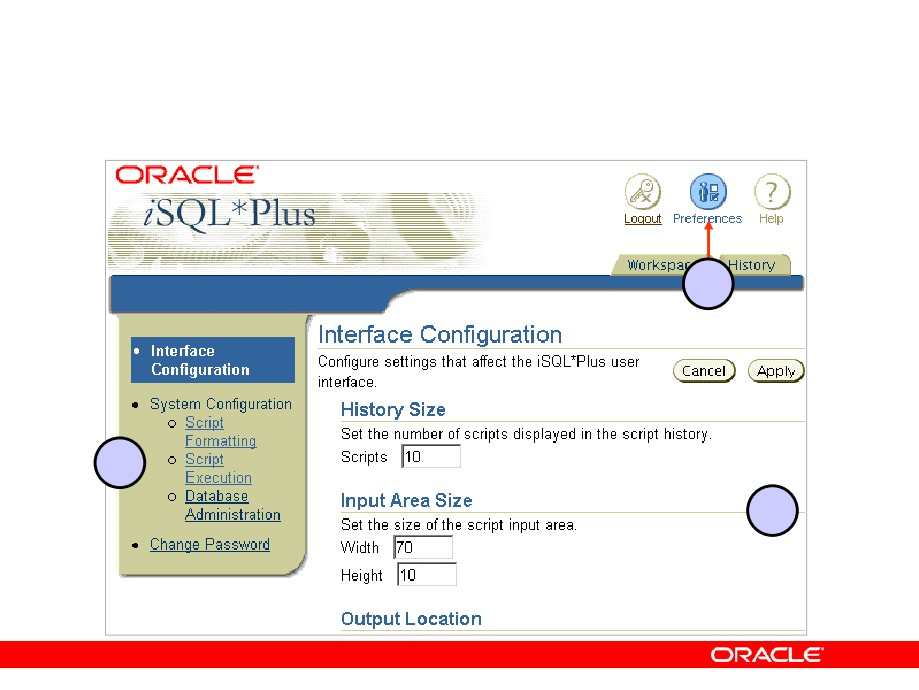 ORACLE
iSQL*Plus
Logout
Preferences
Help
History
Interface
Configuration
System Configuration
Script
Formatting
Script
Execution
Database
Administration
Change Password
Interface Configuration
Configure settings that affect the iSQL*Plus user
interface.
Cancel
Apply
History Size
Set the number of scripts displayed in the script history.
Scripts 10
Input Area Size
Set the size of the script input area.
Width 70
Height 10
Output Location
ORACLE